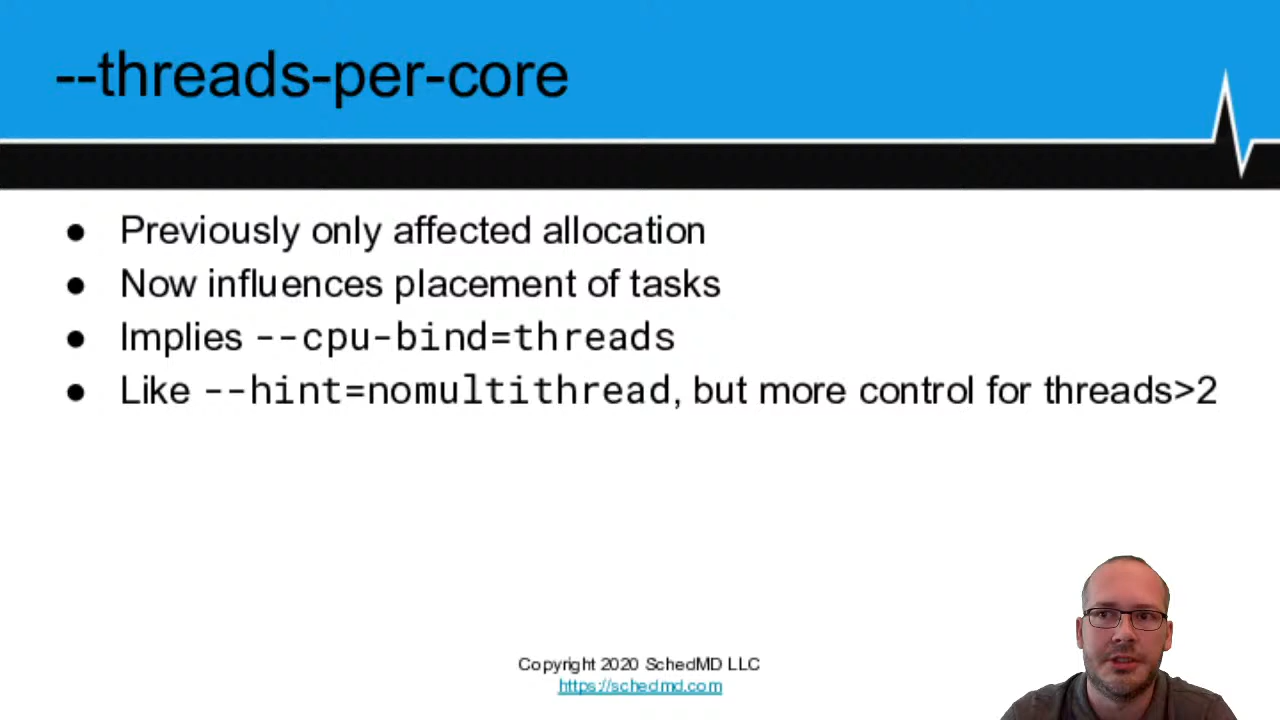 --threads-per-core
● Previously only affected allocation
● Now influences placement of tasks
● Implies --cpu-bind=threads
● Like --hint=nomultithread, but more control for threads>2
Copyright 2020 SchedMD LLC
https://schedmd.com